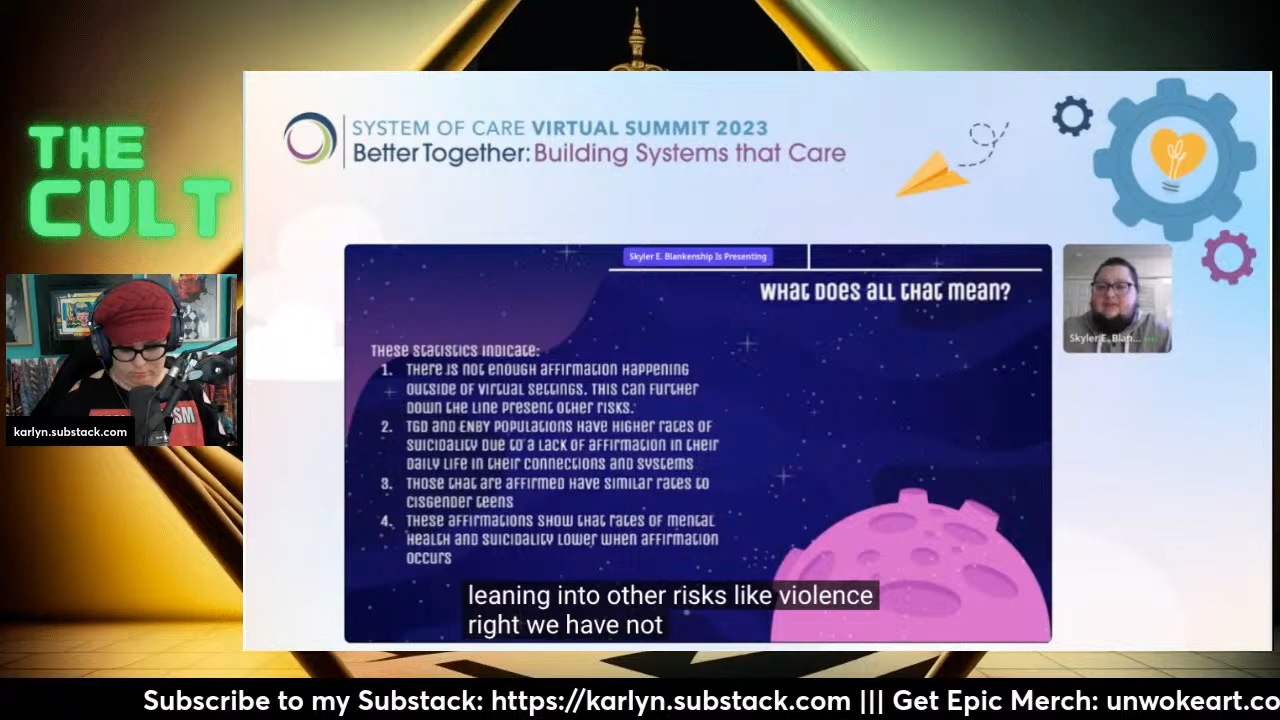 THE
CULT
SYSTEM OF CARE VIRTUAL SUMMIT 2023
Better Together: Building Systems that Care
Skyler E. Blankenship Is Presenting
What does all that mean?
These statistics indicate:
1. There is not enough affirmation happening
outside of virtual settings. This can further
down the line present other risks.
2. TGD and ENBY populations have higher rates of
suicidality due to a lack of affirmation in their
daily life in their connections and systems
3. Those that are affirmed have similar rates to
cisgender teens
4. These affirmations show that rates of mental
health and suicidality lower when affirmation
occurs
Skyler E. Blan...
karlyn.substack.com
leaning into other risks like violence
right we have not
Subscribe to my Substack: https://karlyn.substack.com ||| Get Epic Merch: unwokeart.co